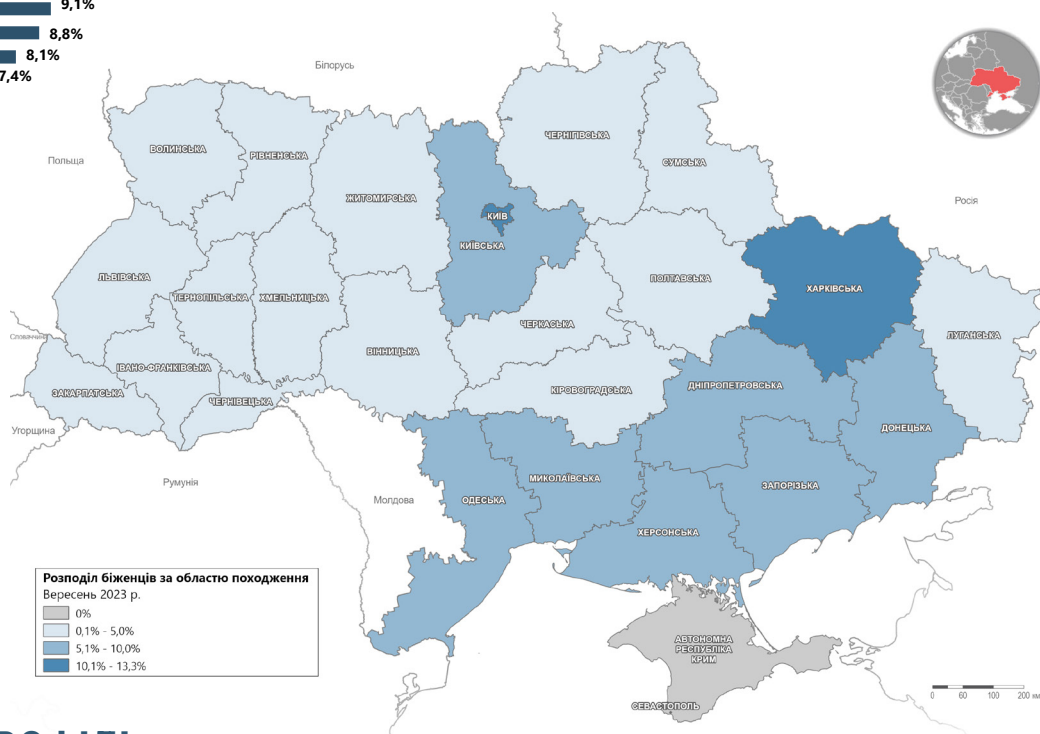 9,1%
8,8%
8,1%
7,4%
Білорусь
Польща
Росія
Словаччина
Угорщина
Румунія
Молдова
ВОЛИНСЬКА
РІВНЕНСЬКА
ЖИТОМИРСЬКА
ЧЕРНІГІВСЬКА
СУМСЬКА
КИЇВ
КИЇВСЬКА
ЛЬВІВСЬКА
ТЕРНОПІЛЬСЬКА
ХМЕЛЬНИЦЬКА
ПОЛТАВСЬКА
ХАРКІВСЬКА
ЧЕРКАСЬКА
ЛУГАНСЬКА
ВІННИЦЬКА
ІВАНО-ФРАНКІВСЬКА
ЗАКАРПАТСЬКА
ЧЕРНІВЕЦЬКА
КІРОВОГРАДСЬКА
ДНІПРОПЕТРОВСЬКА
ДОНЕЦЬКА
МИКОЛАЇВСЬКА
ОДЕСЬКА
ЗАПОРІЗЬКА
ХЕРСОНСЬКА
АВТОНОМНА
РЕСПУБЛІКА
КРИМ
СЕВАСТОПОЛЬ
Розподіл біженців за областю походження
Вересень 2023 р.
0%
0,1% - 5,0%
5,1% - 10,0%
10,1% - 13,3%
0 60 100 200 км